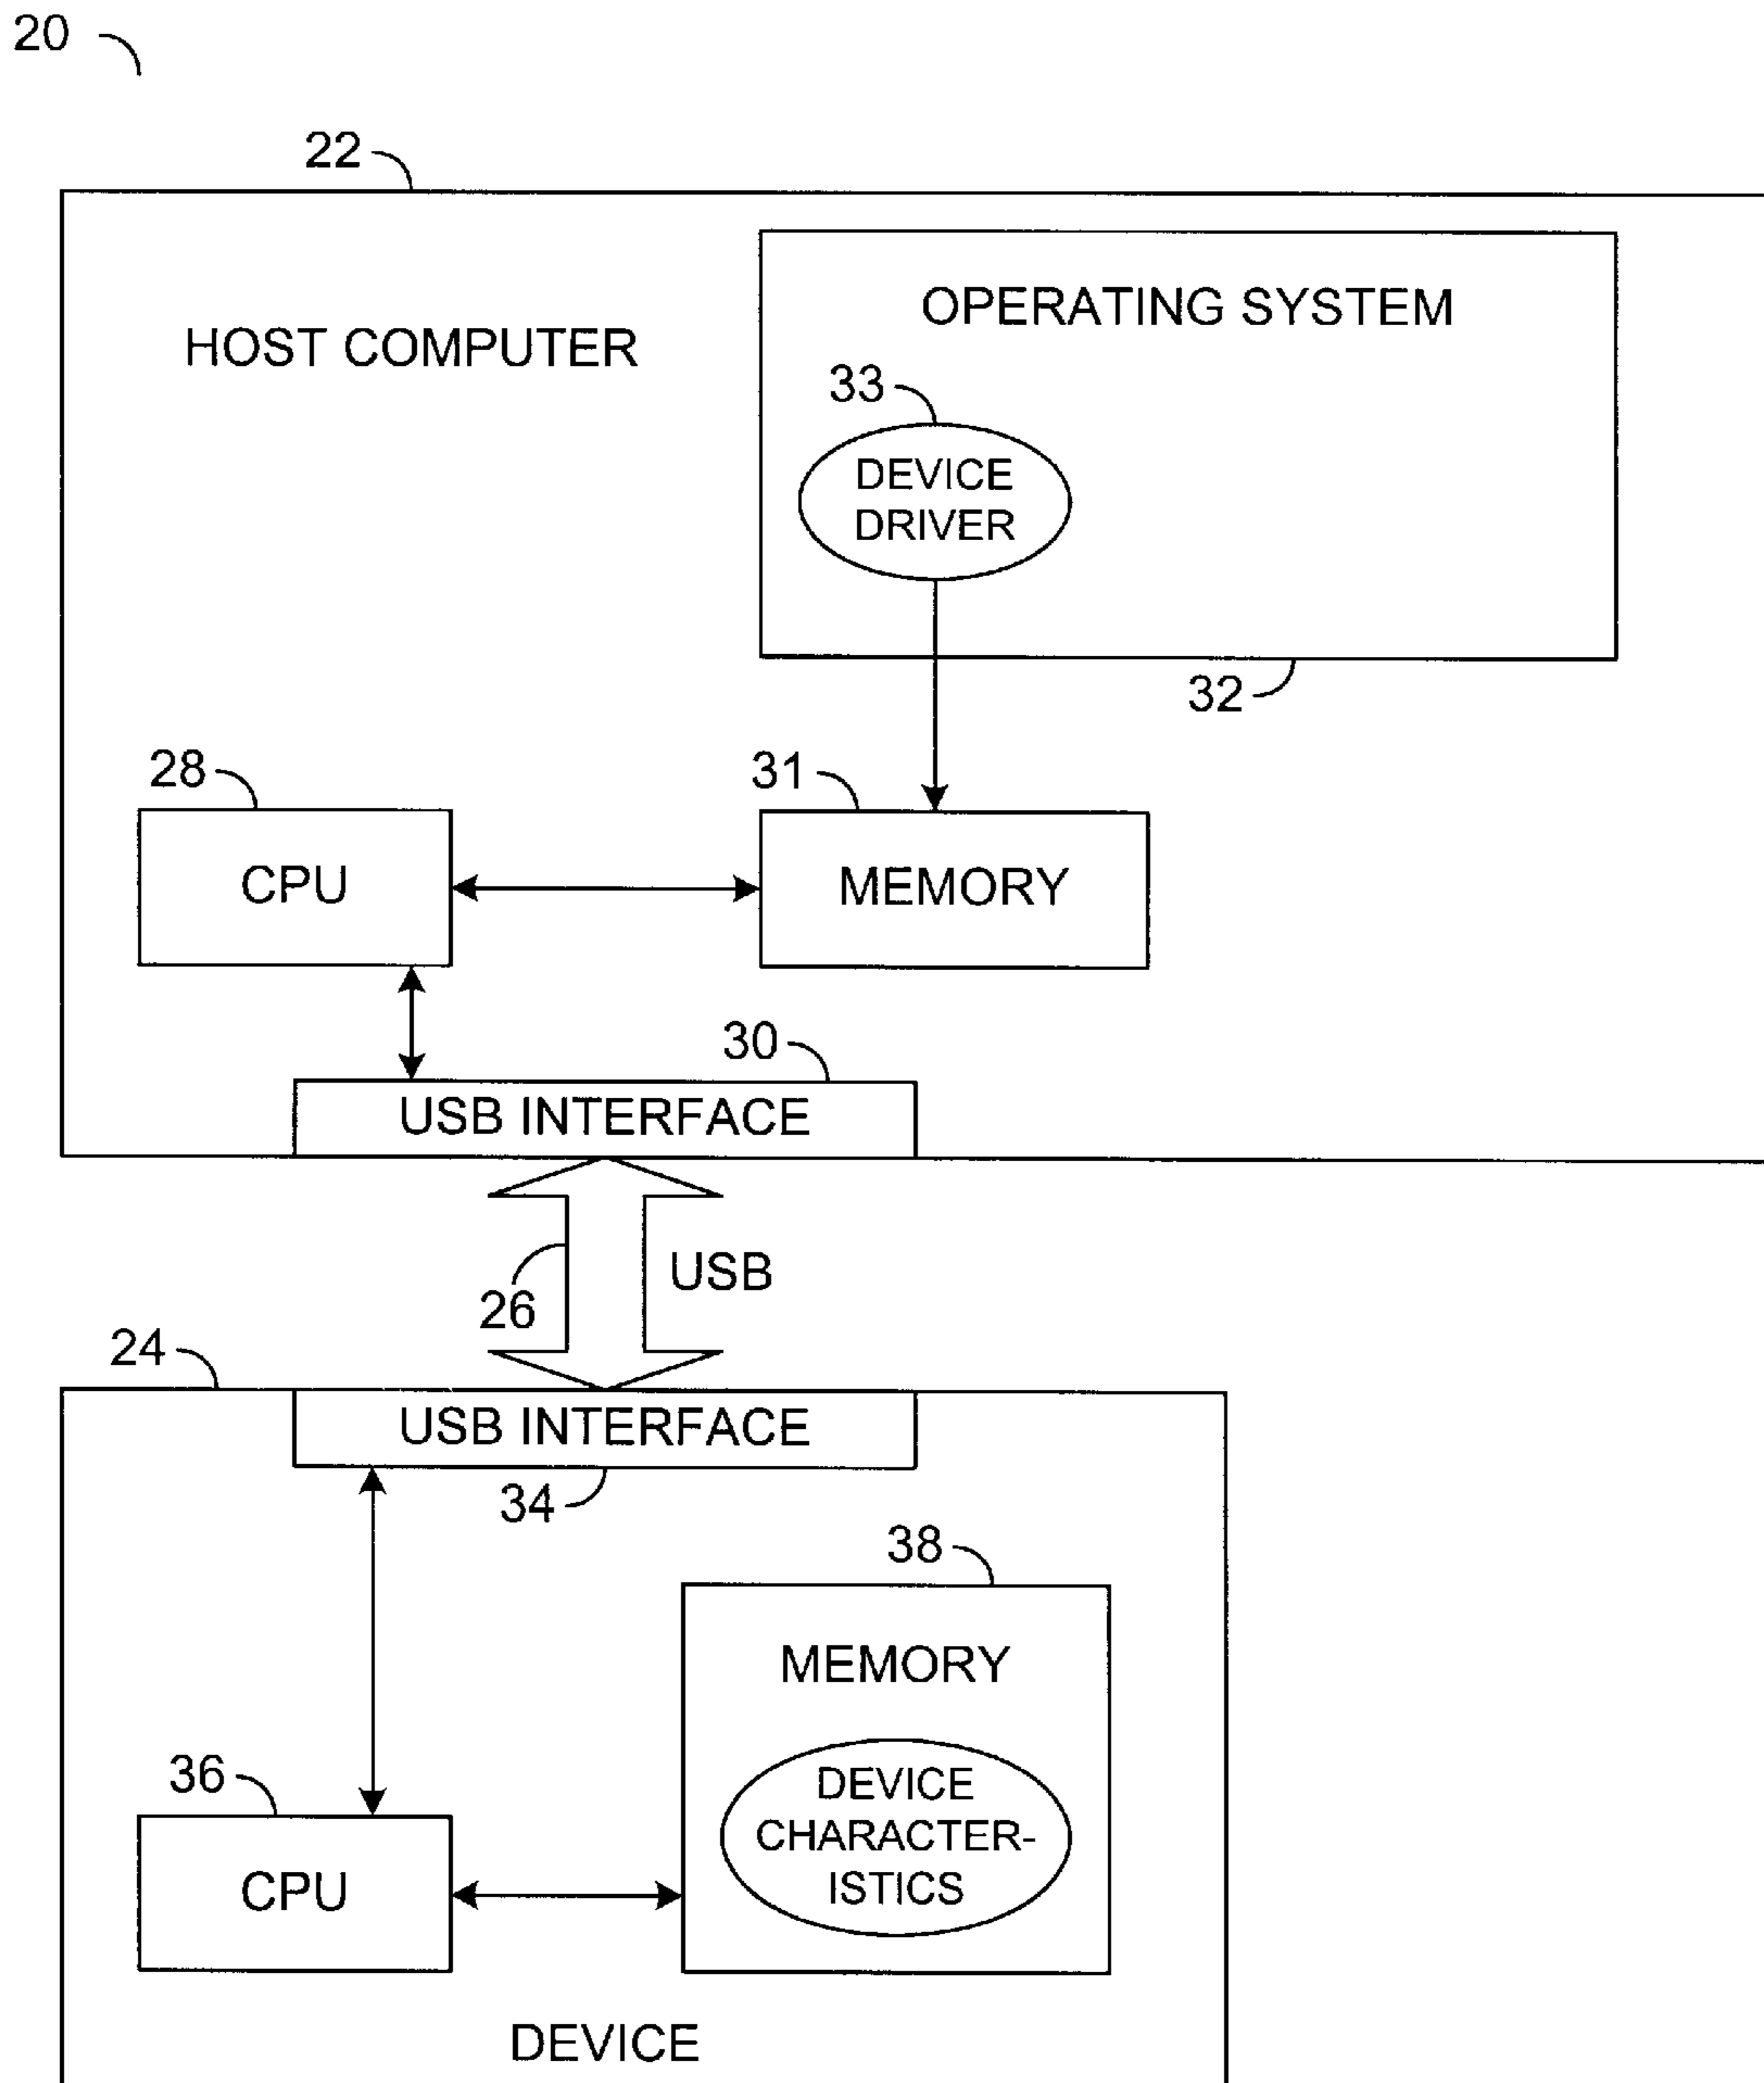 20
22
OPERATING SYSTEM
HOST COMPUTER
33
DEVICE
DRIVER
32
28
31
CPU
MEMORY
30
USB INTERFACE
USB
26
24
USB INTERFACE
34
38
MEMORY
36
DEVICE
CHARACTER-
ISTICS
CPU
DEVICE